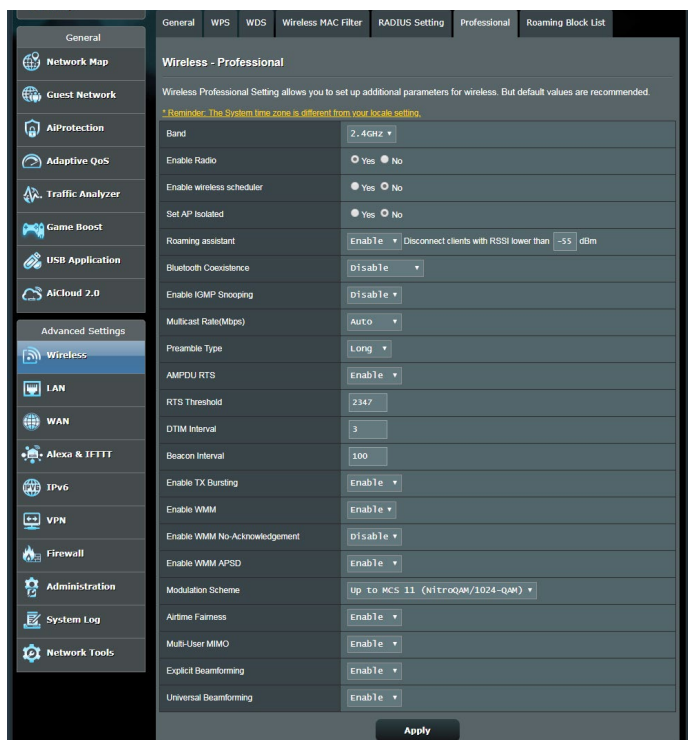 General WPS WDS Wireless MAC Filter RADIUS Setting Professional Roaming Block List
General
Network Map
Guest Network
AiProtection
Adaptive QoS
Traffic Analyzer
Game Boost
USB Application
AiCloud 2.0
Advanced Settings
Wireless
LAN
WAN
Alexa & IFTTT
IPv6
VPN
Firewall
Administration
System Log
Network Tools
Wireless - Professional
Wireless Professional Setting allows you to set up additional parameters for wireless. But default values are recommended.
* Reminder: The System time zone is different from your locale setting.
Band 2.4GHz
Enable Radio Yes No
Enable wireless scheduler Yes No
Set AP Isolated Yes No
Roaming assistant Enable Disconnect clients with RSSI lower than -55 dBm
Bluetooth Coexistence Disable
Enable IGMP Snooping Disable
Multicast Rate(Mbps) Auto
Preamble Type Long
AMPDU RTS Enable
RTS Threshold 2347
DTIM Interval 3
Beacon Interval 100
Enable TX Bursting Enable
Enable WMM Enable
Enable WMM No-Acknowledgement Disable
Enable WMM APSD Enable
Modulation Scheme Up to MCS 11 (NitroQAM/1024-QAM)
Airtime Fairness Enable
Multi-User MIMO Enable
Explicit Beamforming Enable
Universal Beamforming Enable
Apply